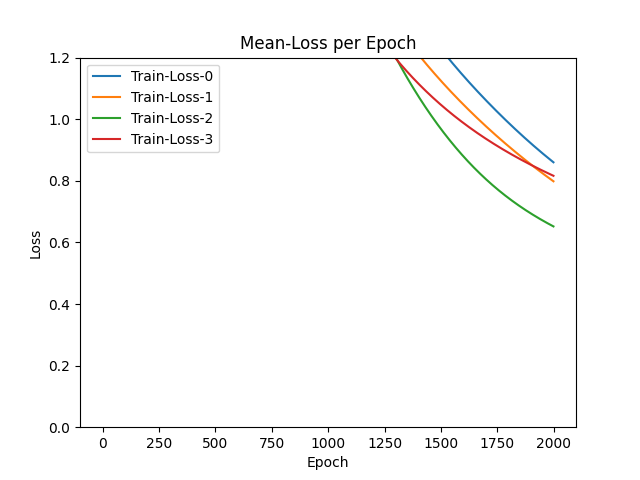 Mean-Loss per Epoch
Train-Loss-0
Train-Loss-1
Train-Loss-2
Train-Loss-3
1.2
1.0
0.8
0.6
0.4
0.2
0.0
Loss
0 250 500 750 1000 1250 1500 1750 2000
Epoch